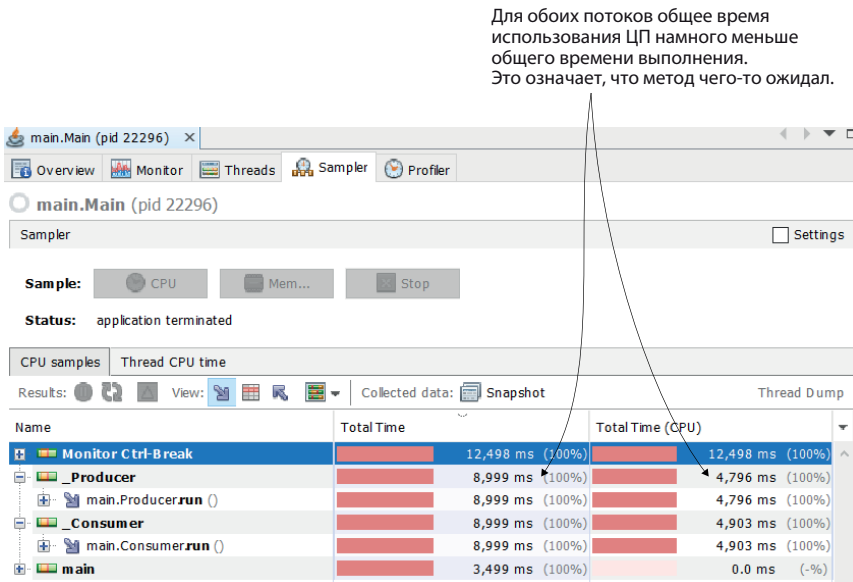 Для обоих потоков общее время
использования ЦП намного меньше
общего времени выполнения.
Это означает, что метод чего-то ожидал.
main.Main (pid 22296) ×
Overview Monitor Threads Sampler Profiler
main.Main (pid 22296)
Sampler Settings
Sample: CPU Mem... Stop
Status: application terminated
CPU samples Thread CPU time
Results: View: Collected data: Snapshot Thread Dump
Name Total Time Total Time (CPU)
Monitor Ctrl-Break 12,498 ms (100%) 12,498 ms (100%)
_Producer 8,999 ms (100%) 4,796 ms (100%)
main.Producer.run () 8,999 ms (100%) 4,796 ms (100%)
_Consumer 8,999 ms (100%) 4,903 ms (100%)
main.Consumer.run () 8,999 ms (100%) 4,903 ms (100%)
main 3,499 ms (100%) 0.0 ms (-%)